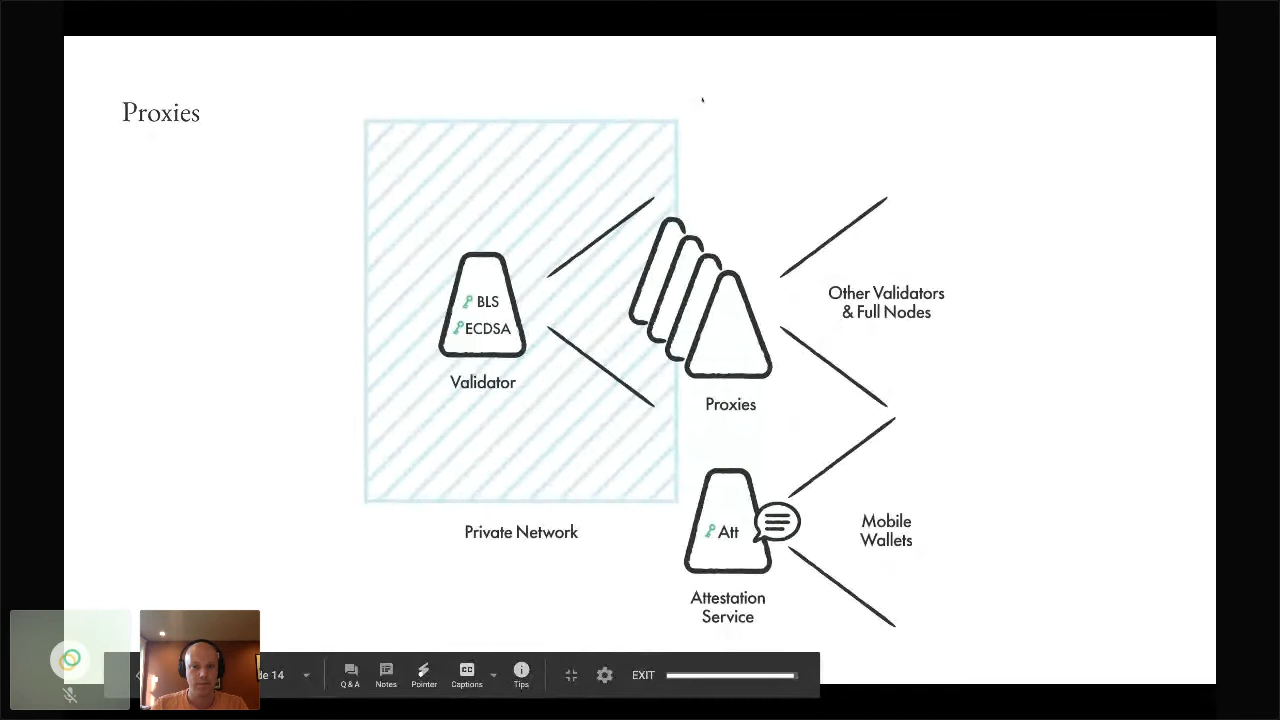 Proxies
BLS
ECDSA
Validator
Other Validators
& Full Nodes
Proxies
Private Network
Att
Mobile
Wallets
Attestation
Service
de 14
Q & A
Notes
Pointer
CC
Captions
Tips
EXIT